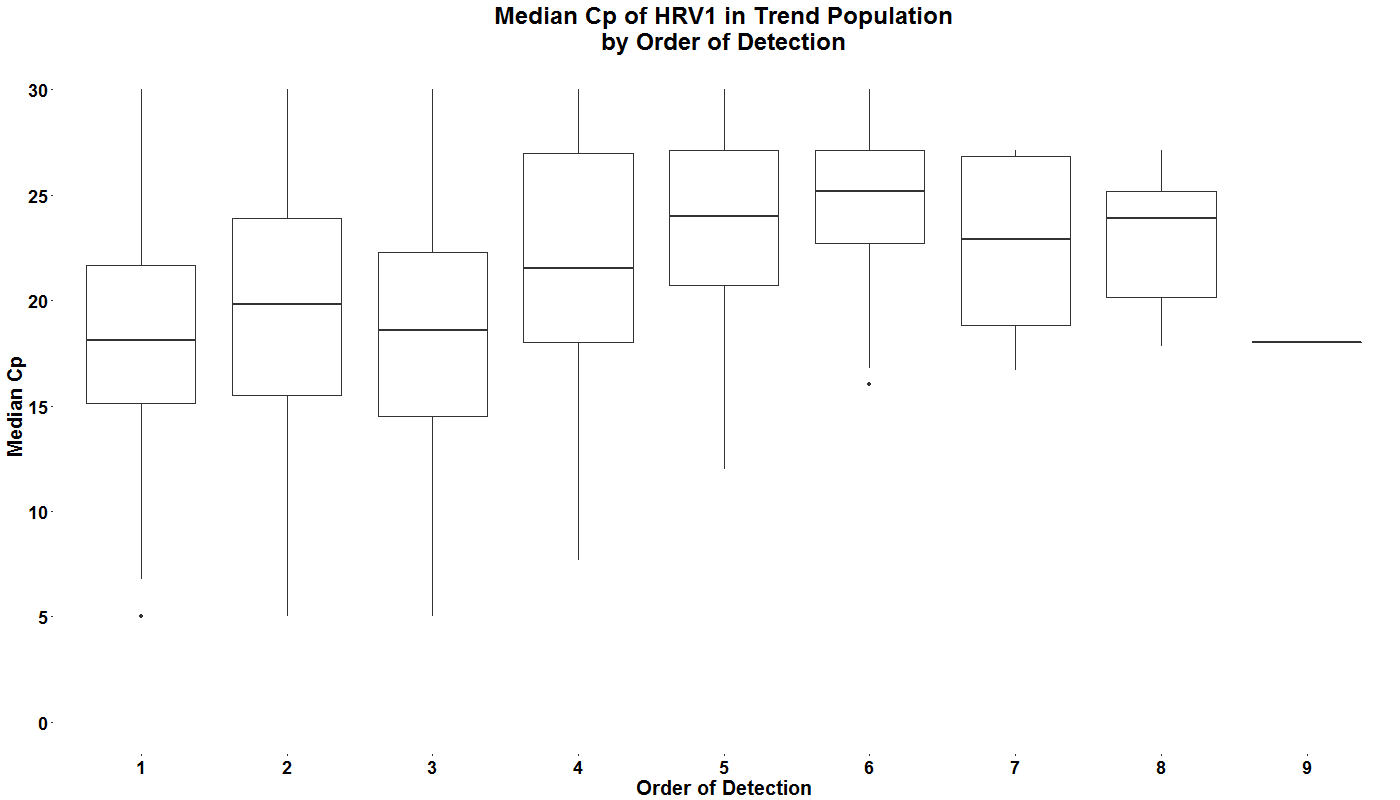 Median Cp of HRV1 in Trend Population
by Order of Detection
30
25
20
15
10
5
0
Median Cp
1 2 3 4 5 6 7 8 9
Order of Detection